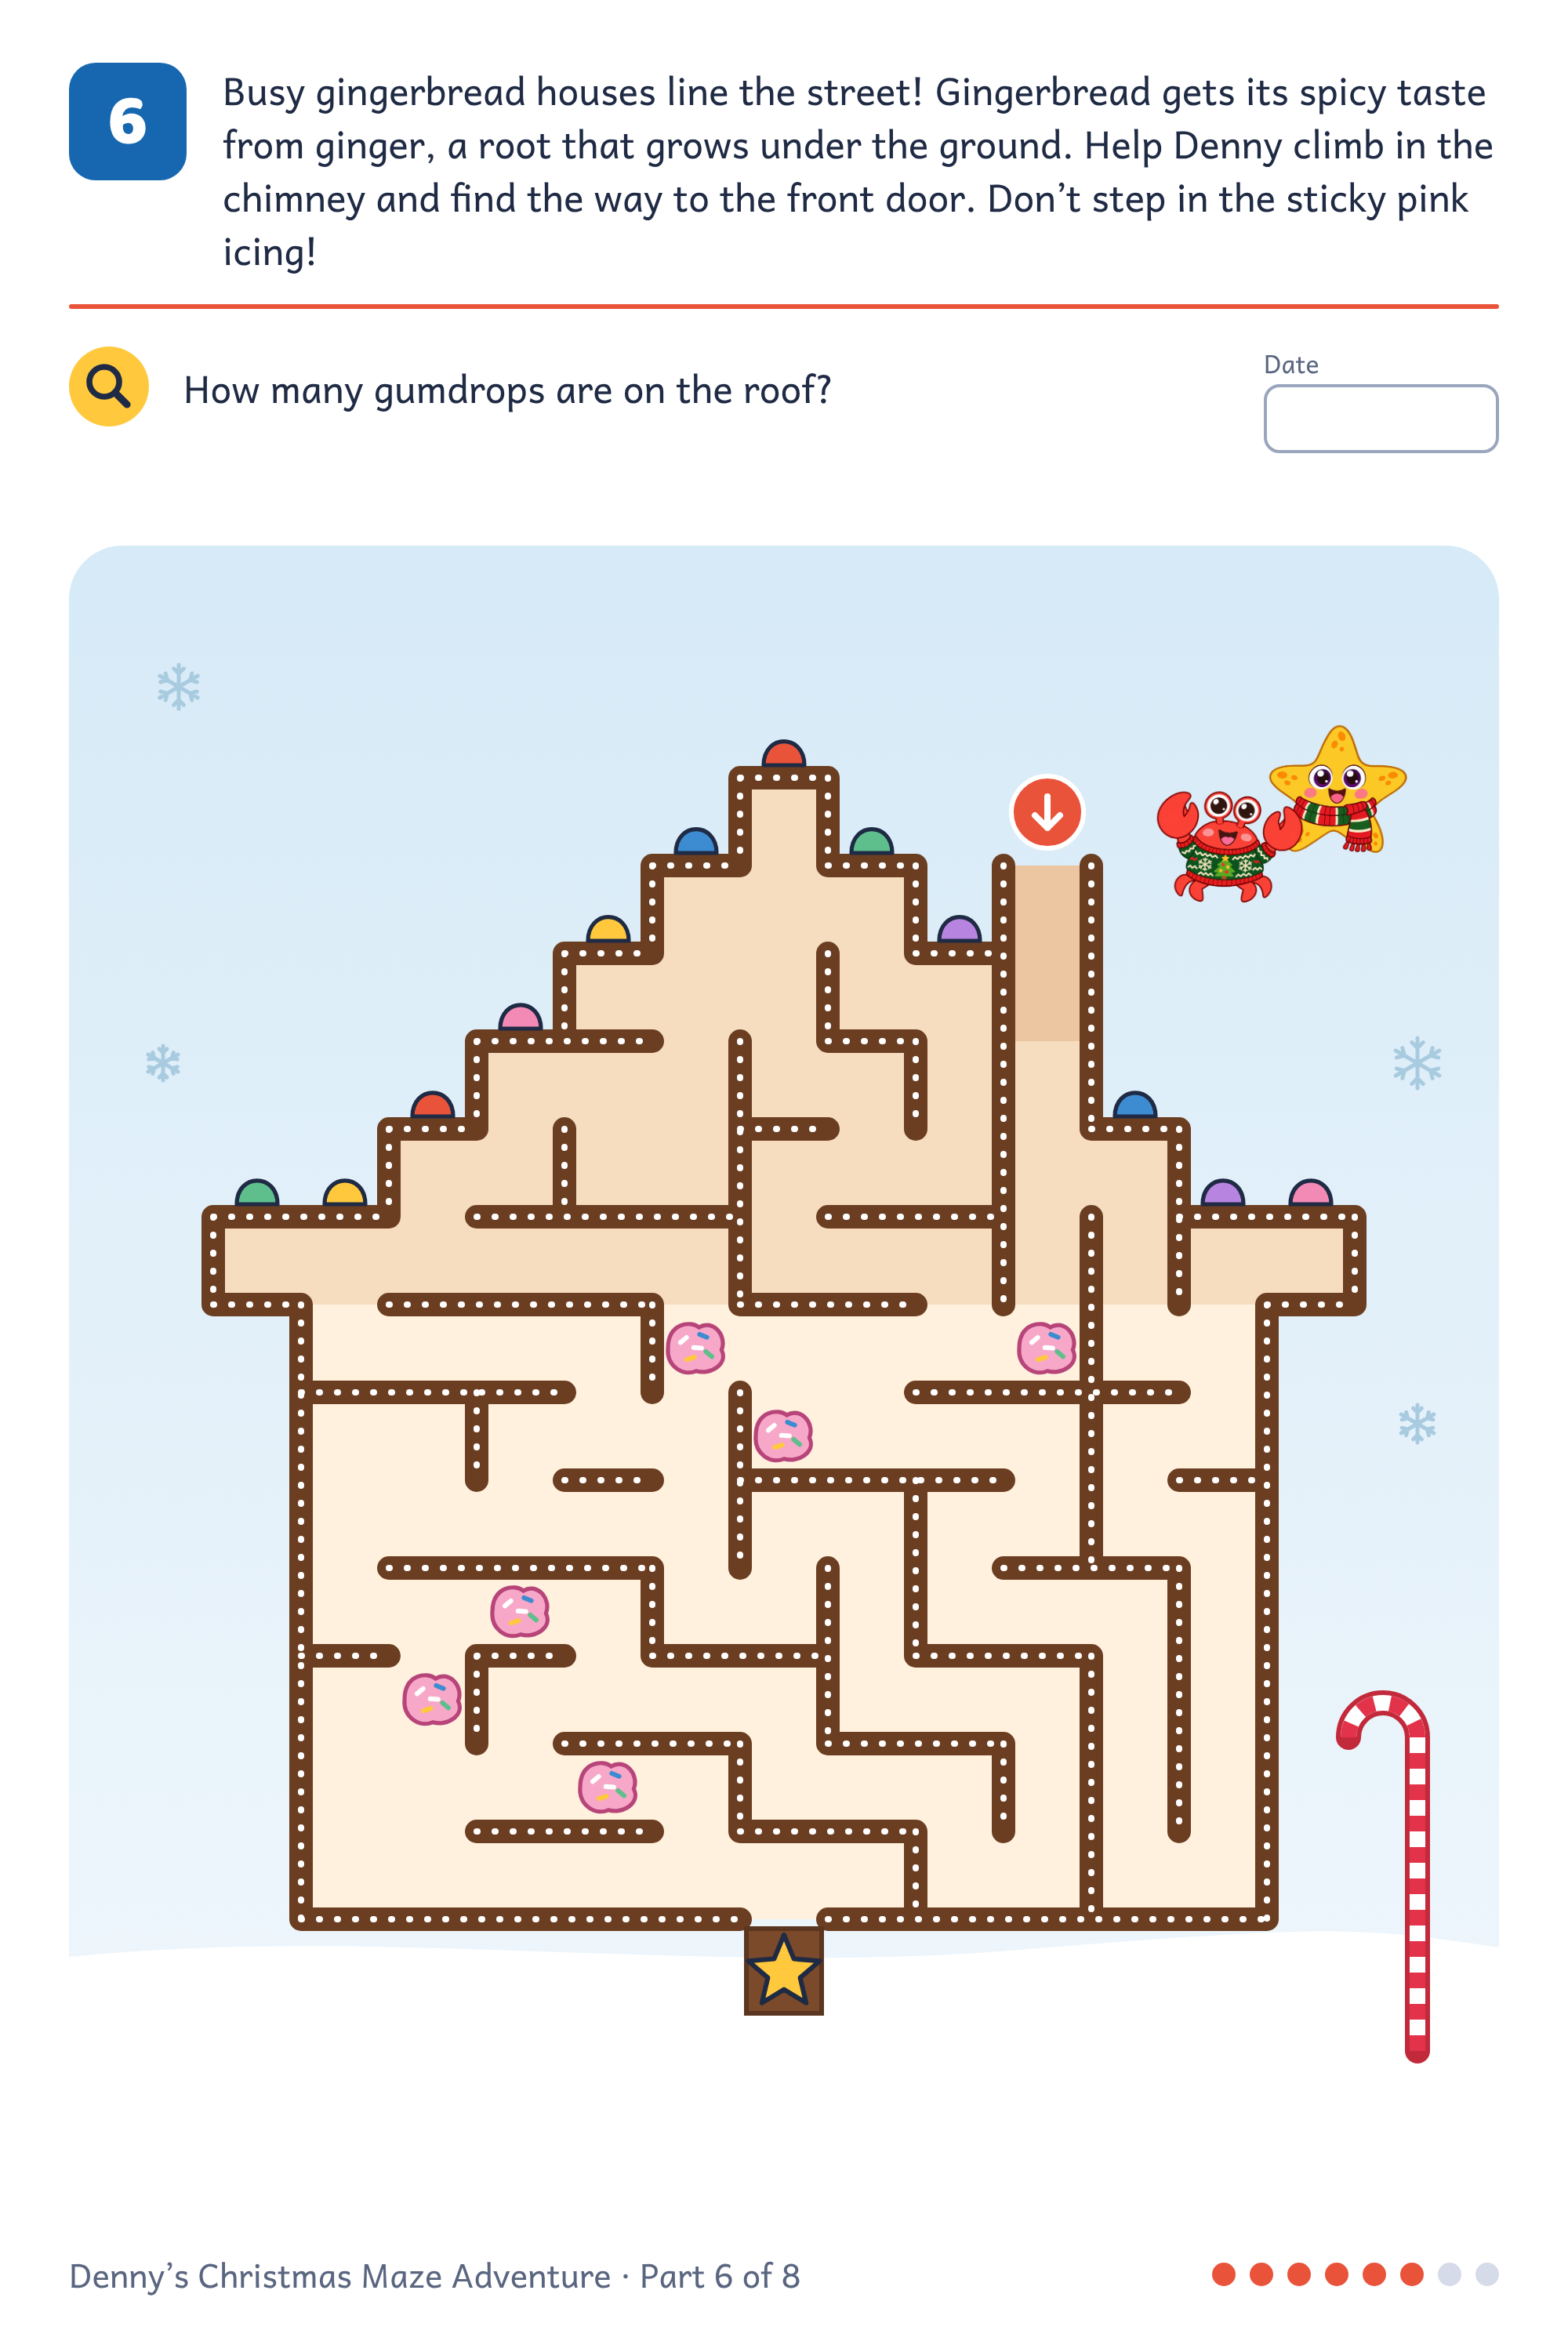 6
Busy gingerbread houses line the street! Gingerbread gets its spicy taste
from ginger, a root that grows under the ground. Help Denny climb in the
chimney and find the way to the front door. Don’t step in the sticky pink
icing!
How many gumdrops are on the roof?
Date
Denny’s Christmas Maze Adventure · Part 6 of 8